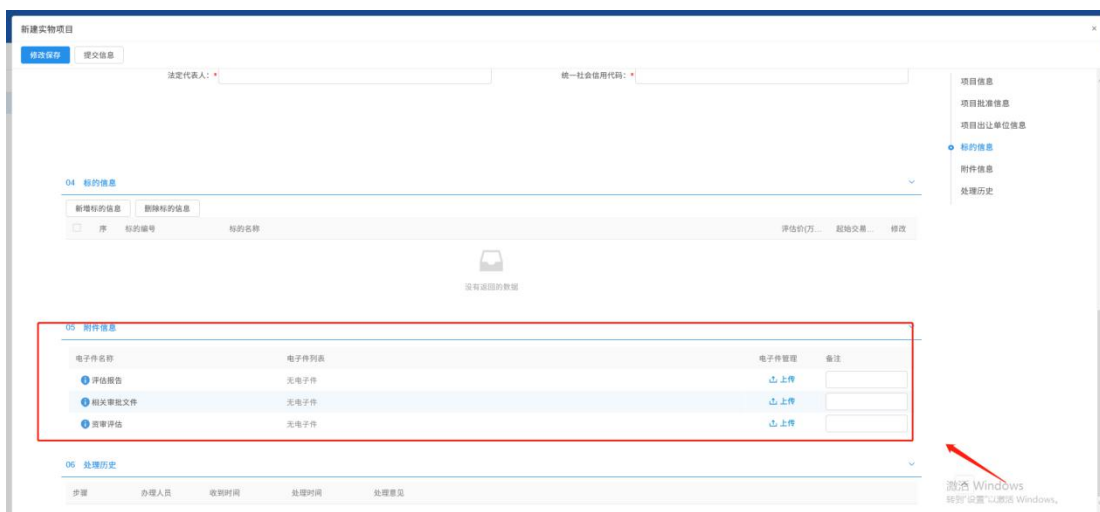 新建实物项目 ×
修改保存 提交信息
法定代表人：* 统一社会信用代码：*
项目信息
项目批准信息
项目出让单位信息
标的信息
附件信息
处理历史
04 标的信息
新增标的信息 删除标的信息
序 标的编号 标的名称 评估价(万... 起始交易... 修改
没有返回的数据
05 附件信息
电子件名称 电子件列表 电子件管理 备注
评估报告 无电子件 上传
相关审批文件 无电子件 上传
资审评估 无电子件 上传
06 处理历史
步骤 办理人员 收到时间 处理时间 处理意见
激活 Windows
转到"设置"以激活 Windows。